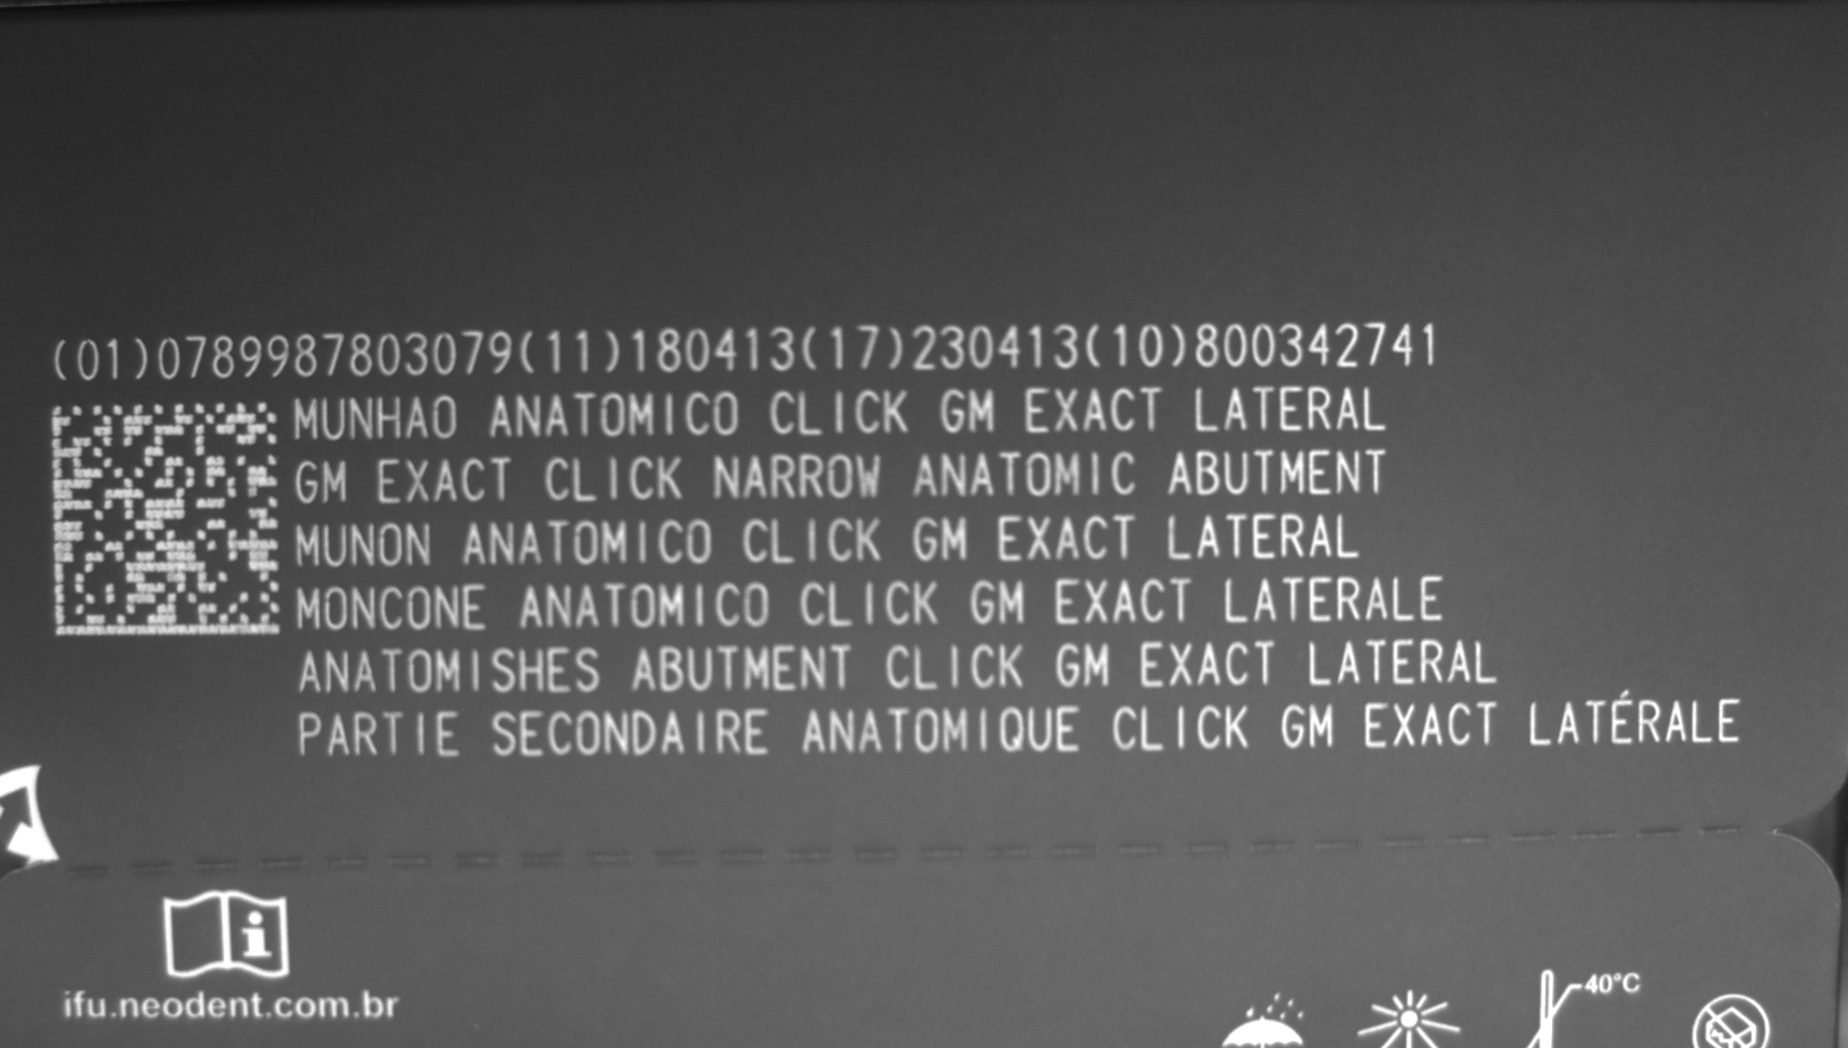 (01)0789987803079(11)180413(17)230413(10)800342741
MUNHAO ANATOMICO CLICK GM EXACT LATERAL
GM EXACT CLICK NARROW ANATOMIC ABUTMENT
MUNON ANATOMICO CLICK GM EXACT LATERAL
MONCONE ANATOMICO CLICK GM EXACT LATERALE
ANATOMISHES ABUTMENT CLICK GM EXACT LATERAL
PARTIE SECONDAIRE ANATOMIQUE CLICK GM EXACT LATÉRALE
i
ifu.neodent.com.br
40°C